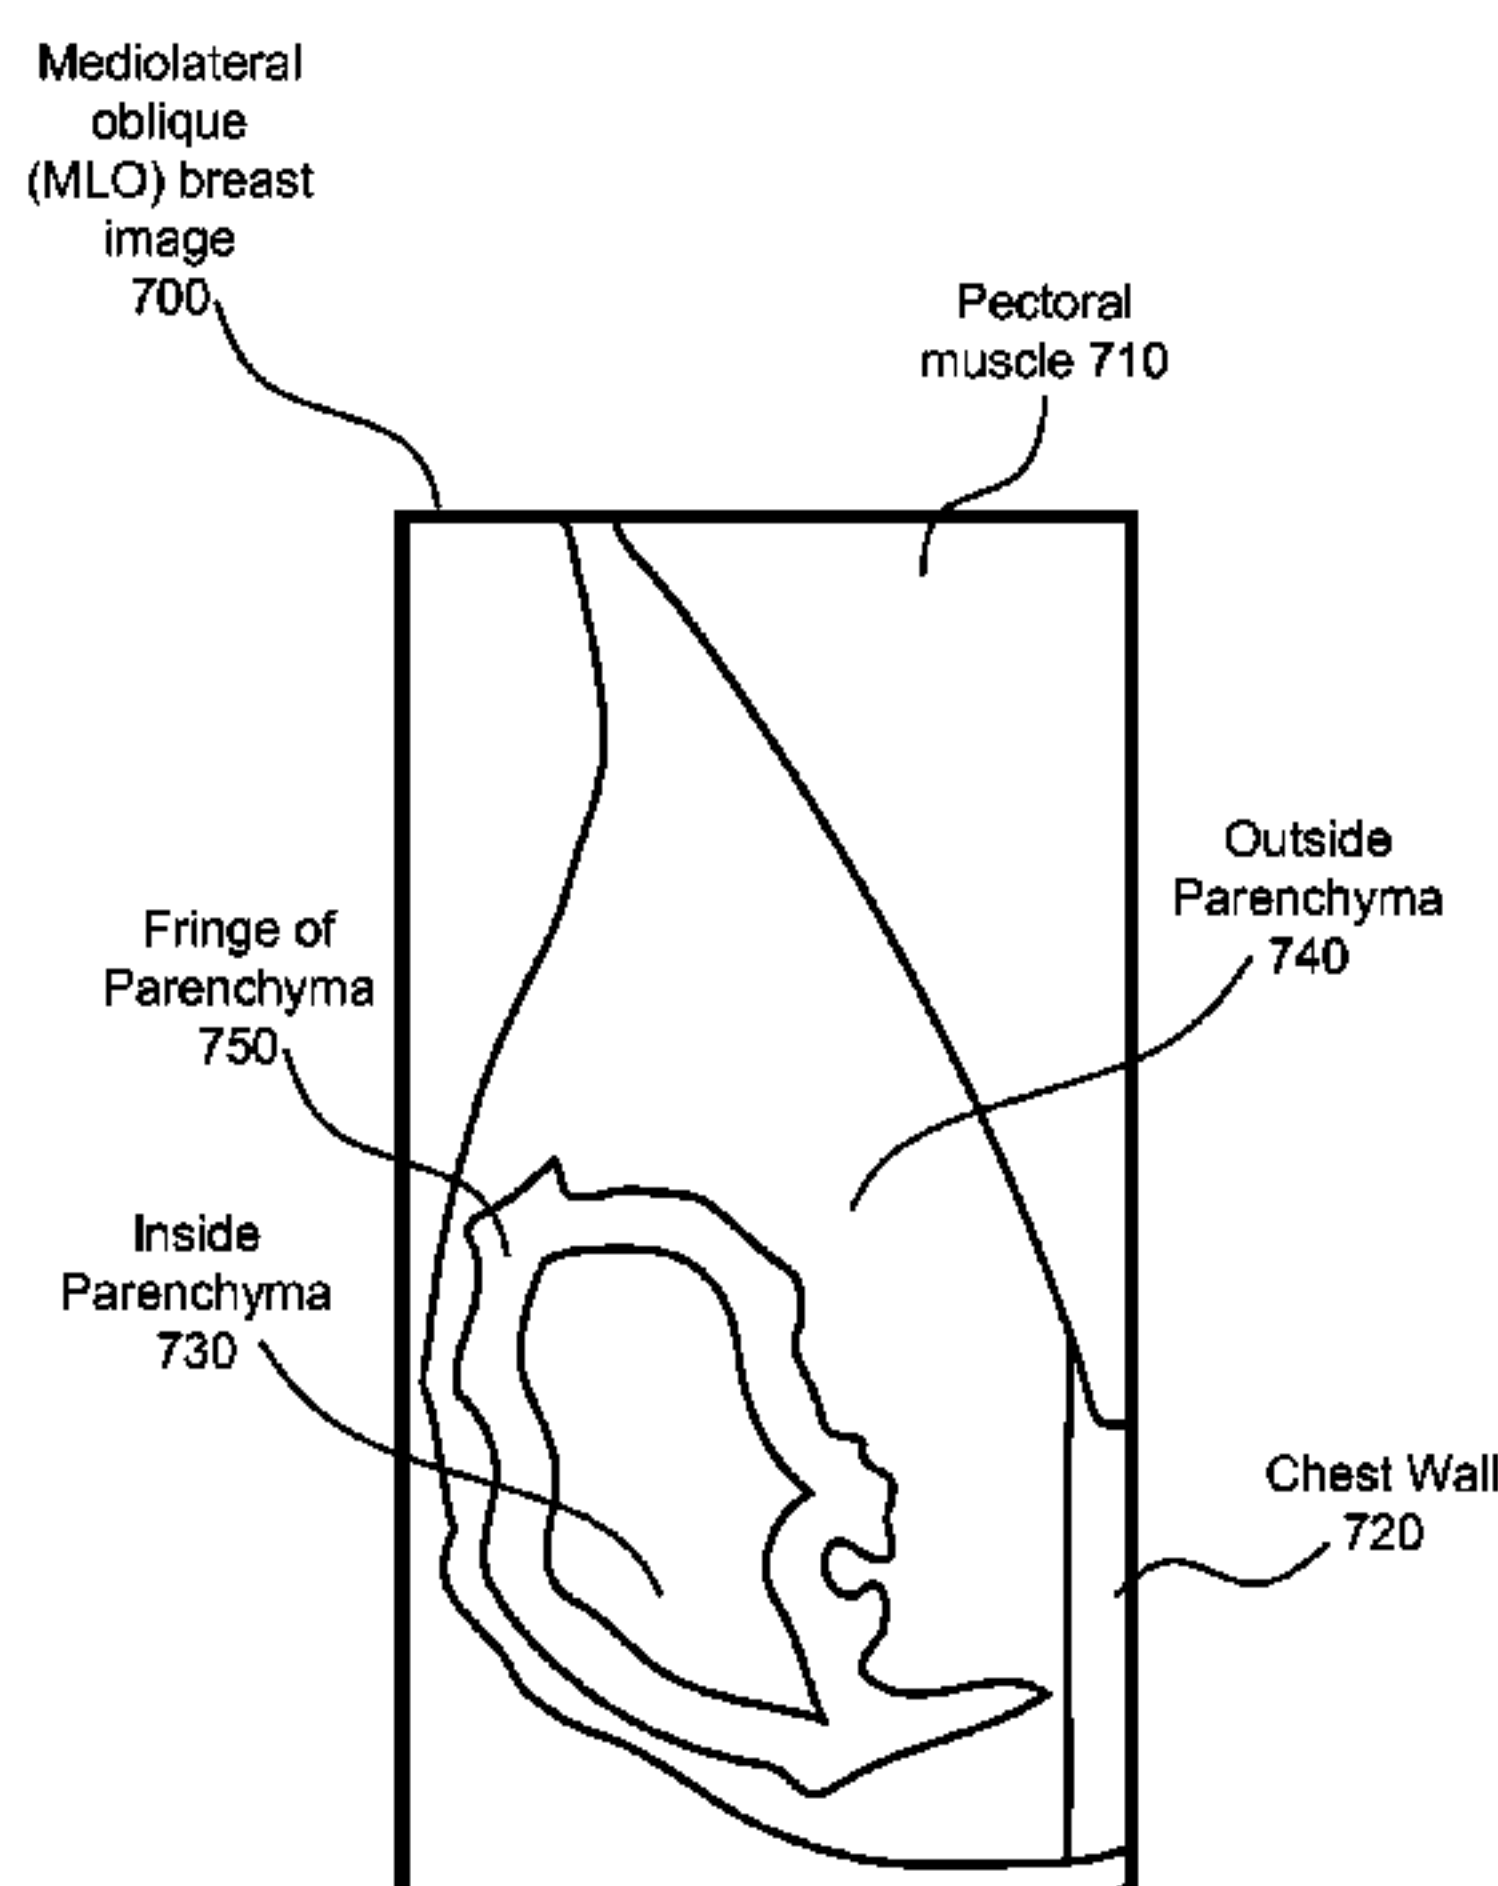 Mediolateral
oblique
(MLO) breast
image
700
Pectoral
muscle 710
Outside
Parenchyma
740
Fringe of
Parenchyma
750
Inside
Parenchyma
730
Chest Wall
720